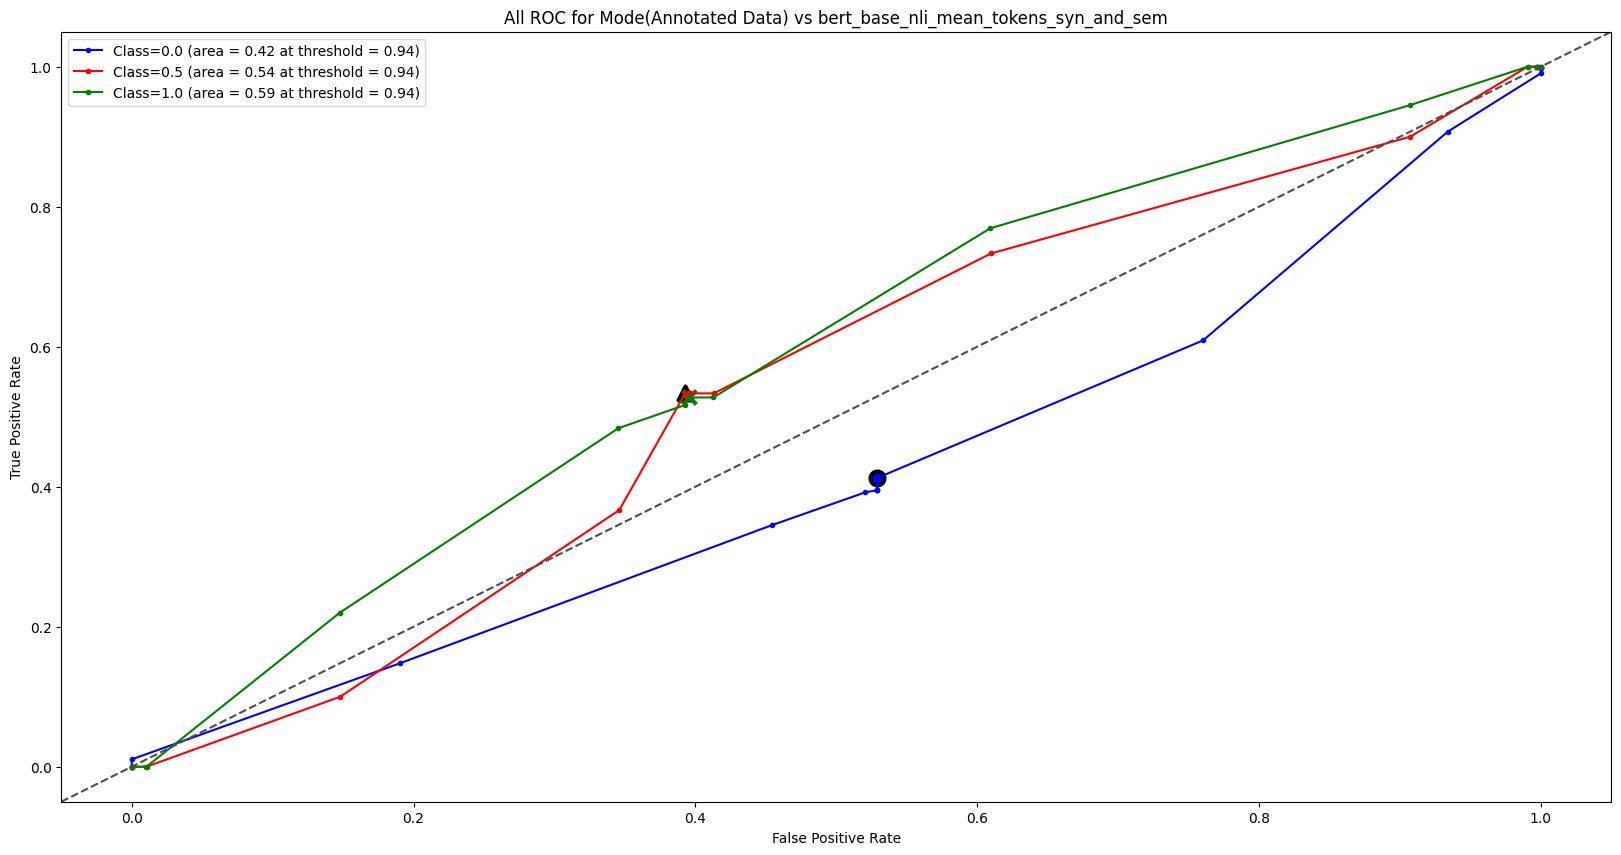 All ROC for Mode(Annotated Data) vs bert_base_nli_mean_tokens_syn_and_sem
Class=0.0 (area = 0.42 at threshold = 0.94)
Class=0.5 (area = 0.54 at threshold = 0.94)
Class=1.0 (area = 0.59 at threshold = 0.94)
True Positive Rate
1.0
0.8
0.6
0.4
0.2
0.0
0.0 0.2 0.4 0.6 0.8 1.0
False Positive Rate